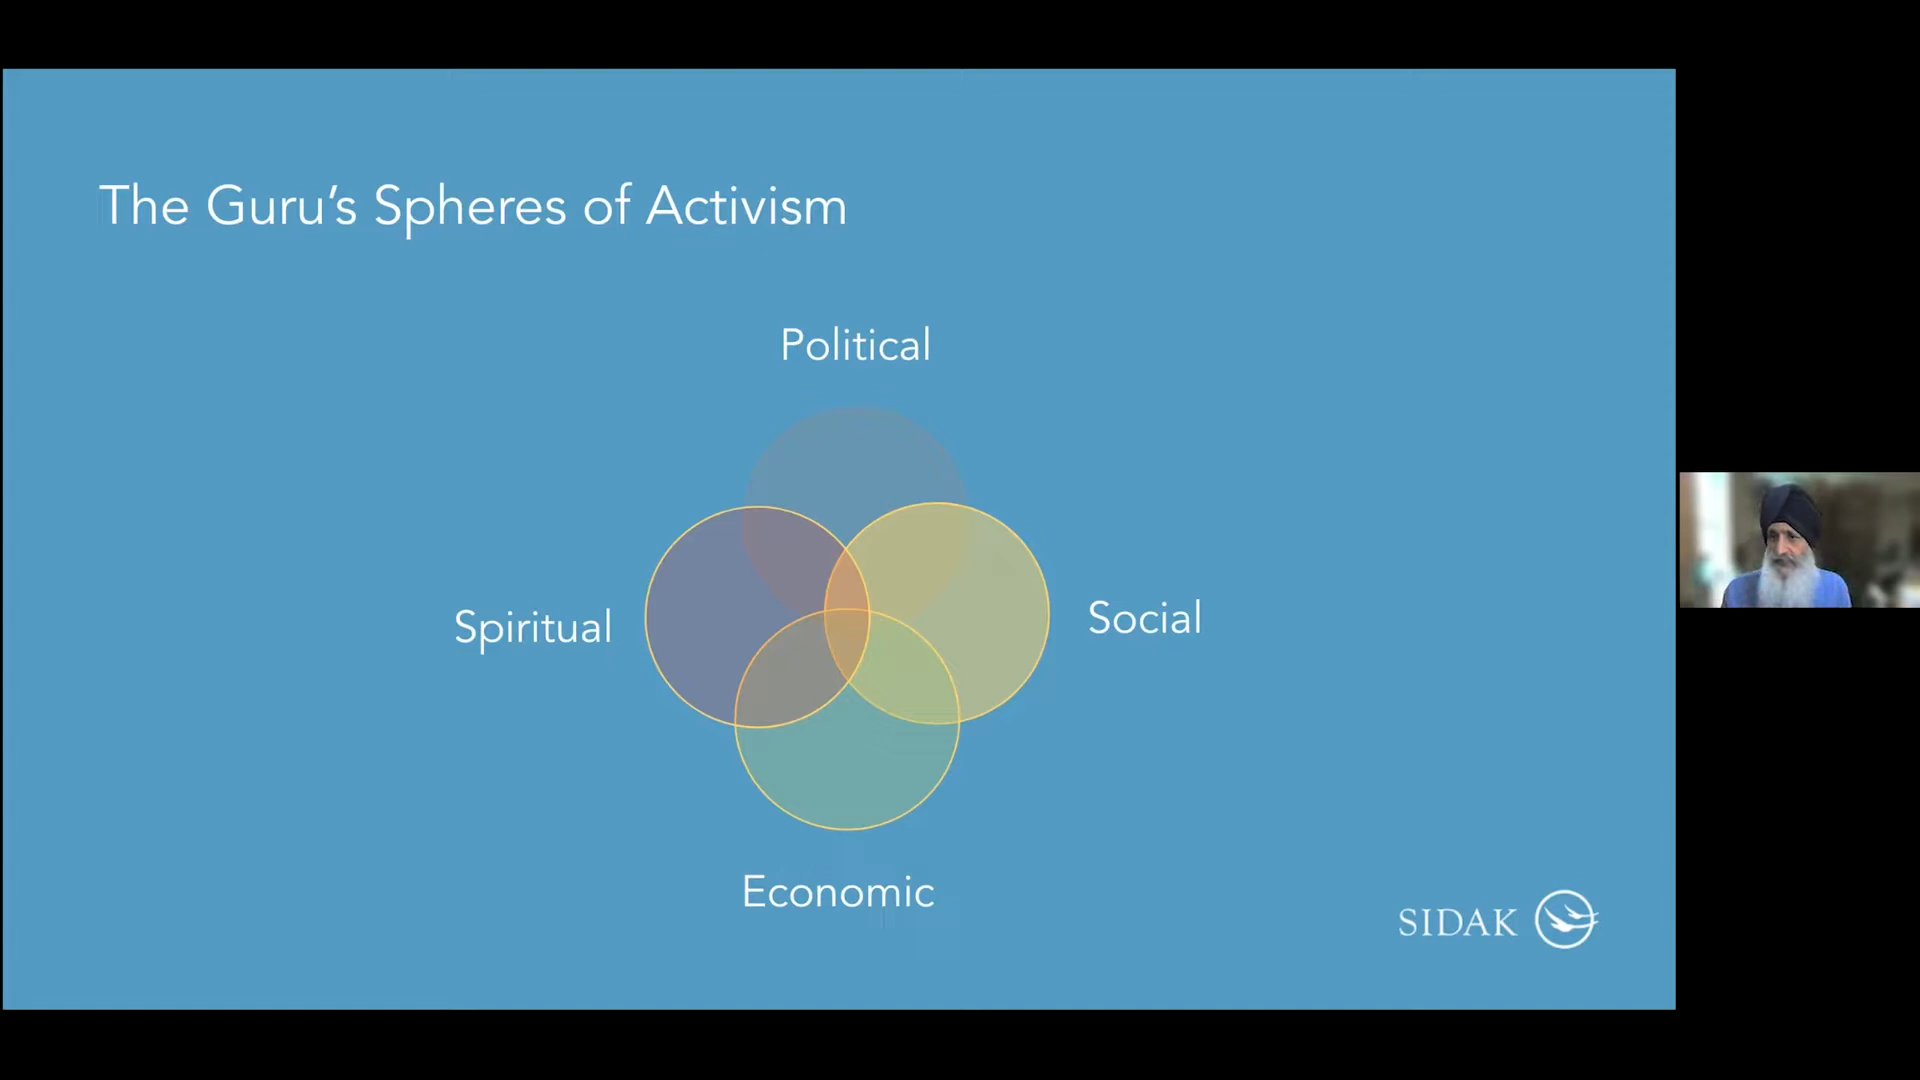 The Guru’s Spheres of Activism
Political
Spiritual
Social
Economic
SIDAK